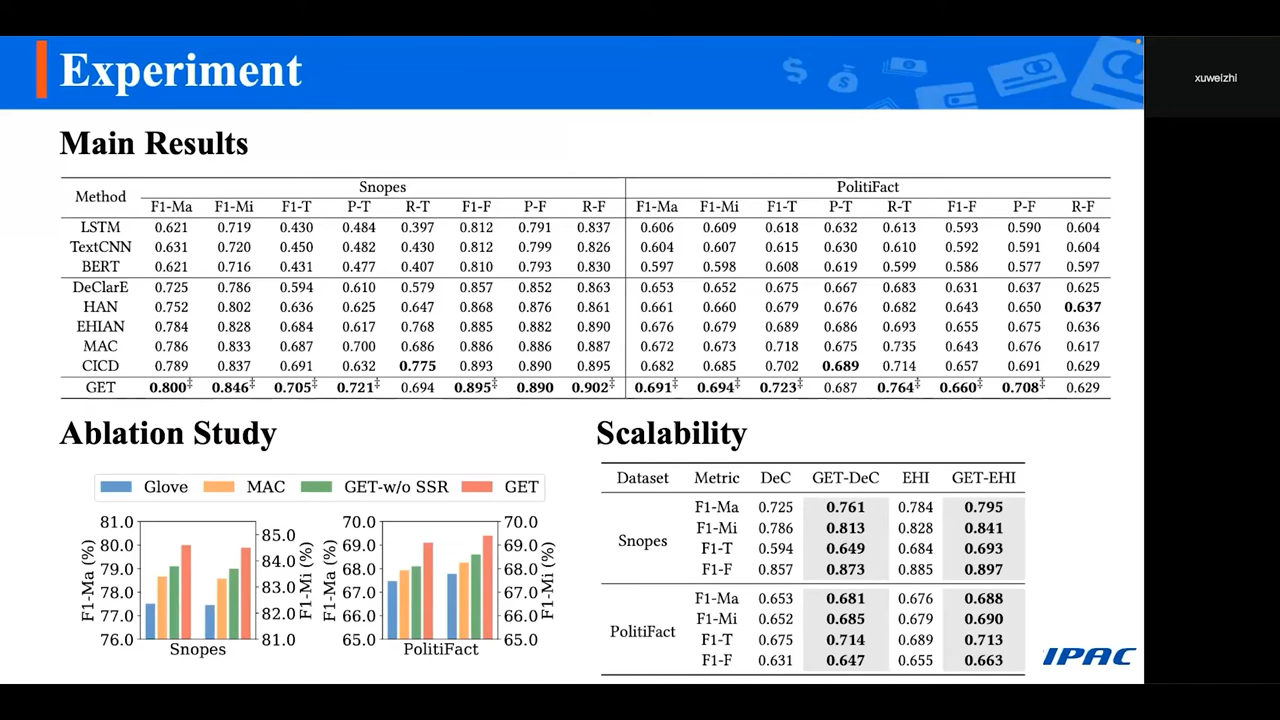 Experiment
xuweizhi
Main Results
Method Snopes PolitiFact
F1-Ma F1-Mi F1-T P-T R-T F1-F P-F R-F F1-Ma F1-Mi F1-T P-T R-T F1-F P-F R-F
LSTM 0.621 0.719 0.430 0.484 0.397 0.812 0.791 0.837 0.606 0.609 0.618 0.632 0.613 0.593 0.590 0.604
TextCNN 0.631 0.720 0.450 0.482 0.430 0.812 0.799 0.826 0.604 0.607 0.615 0.630 0.610 0.592 0.591 0.604
BERT 0.621 0.716 0.431 0.477 0.407 0.810 0.793 0.830 0.597 0.598 0.608 0.619 0.599 0.586 0.577 0.597
DeClarE 0.725 0.786 0.594 0.610 0.579 0.857 0.852 0.863 0.653 0.652 0.675 0.667 0.683 0.631 0.637 0.625
HAN 0.752 0.802 0.636 0.625 0.647 0.868 0.876 0.861 0.661 0.660 0.679 0.676 0.682 0.643 0.650 0.637
EHIAN 0.784 0.828 0.684 0.617 0.768 0.885 0.882 0.890 0.676 0.679 0.689 0.686 0.693 0.655 0.675 0.636
MAC 0.786 0.833 0.687 0.700 0.686 0.886 0.886 0.887 0.672 0.673 0.718 0.675 0.735 0.643 0.676 0.617
CICD 0.789 0.837 0.691 0.632 0.775 0.893 0.890 0.895 0.682 0.685 0.702 0.689 0.714 0.657 0.691 0.629
GET 0.800‡ 0.846‡ 0.705‡ 0.721‡ 0.694 0.895‡ 0.890 0.902‡ 0.691‡ 0.694‡ 0.723‡ 0.687 0.764‡ 0.660‡ 0.708‡ 0.629
Ablation Study
Glove MAC GET-w/o SSR GET
F1-Ma (%)
81.0
80.0
79.0
78.0
77.0
76.0
Snopes
85.0
84.0
83.0
82.0
81.0
F1-Mi (%)
F1-Ma (%)
70.0
69.0
68.0
67.0
66.0
65.0
PolitiFact
70.0
69.0
68.0
67.0
66.0
65.0
F1-Mi (%)
Scalability
Dataset Metric DeC GET-DeC EHI GET-EHI
Snopes
F1-Ma 0.725 0.761 0.784 0.795
F1-Mi 0.786 0.813 0.828 0.841
F1-T 0.594 0.649 0.684 0.693
F1-F 0.857 0.873 0.885 0.897
PolitiFact
F1-Ma 0.653 0.681 0.676 0.688
F1-Mi 0.652 0.685 0.679 0.690
F1-T 0.675 0.714 0.689 0.713
F1-F 0.631 0.647 0.655 0.663
IPAC